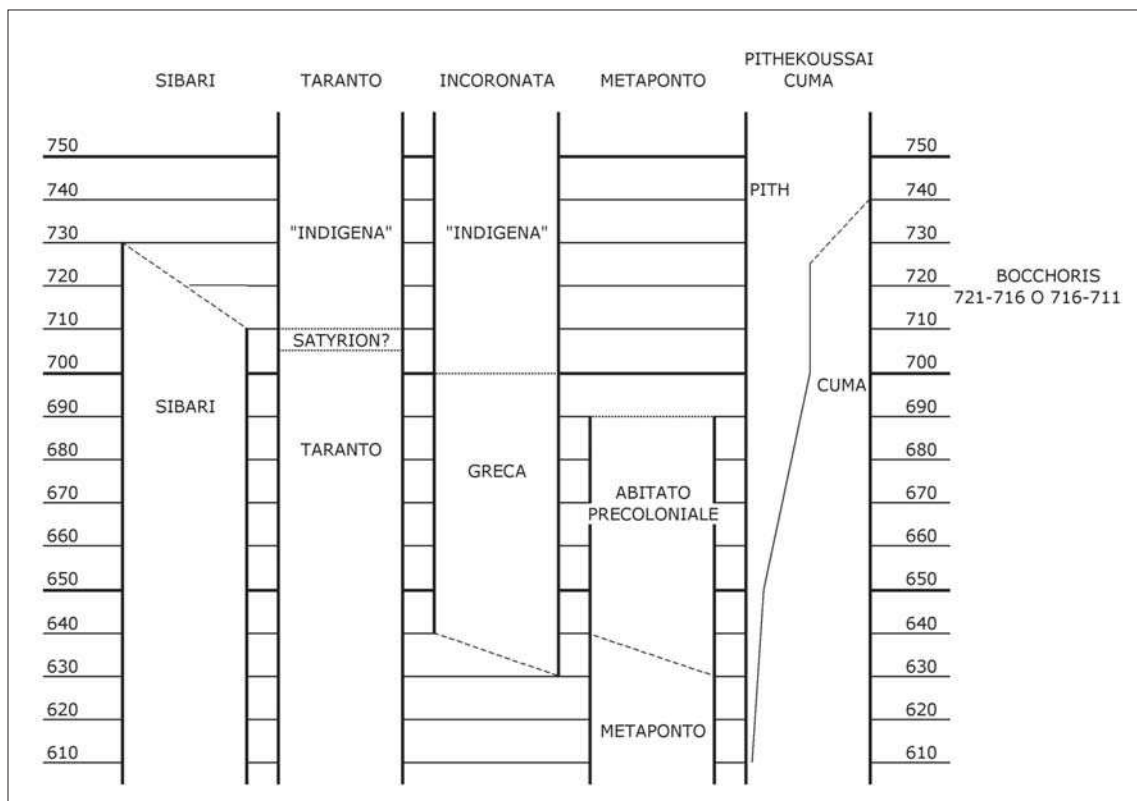 SIBARI TARANTO INCORONATA METAPONTO PITHEKOUSSAI
CUMA
750 750
740 PITH 740
730 "INDIGENA" "INDIGENA" 730
720 720 BOCCHORIS
721-716 O 716-711
710 710
SATYRION?
700 700
SIBARI CUMA
690 690
TARANTO
680 680
GRECA
670 ABITATO 670
PRECOLONIALE
660 660
650 650
640 640
630 630
620 620
METAPONTO
610 610